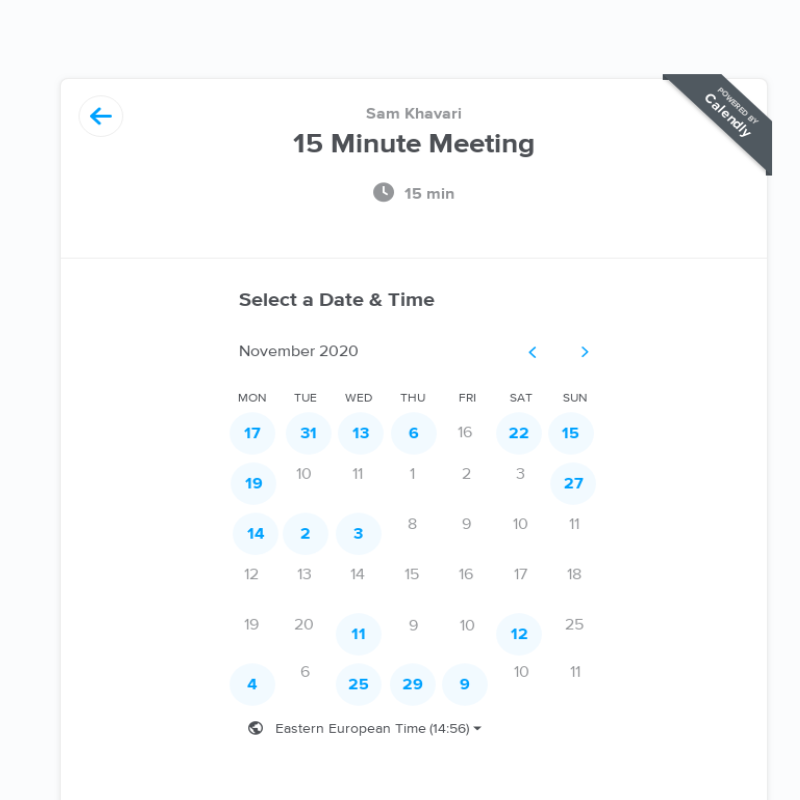 POWERED BY
Calendly
Sam Khavari
15 Minute Meeting
15 min
Select a Date & Time
November 2020
MON TUE WED THU FRI SAT SUN
17 31 13 6 16 22 15
19 10 11 1 2 3 27
14 2 3 8 9 10 11
12 13 14 15 16 17 18
19 20 11 9 10 12 25
4 6 25 29 9 10 11
Eastern European Time (14:56)